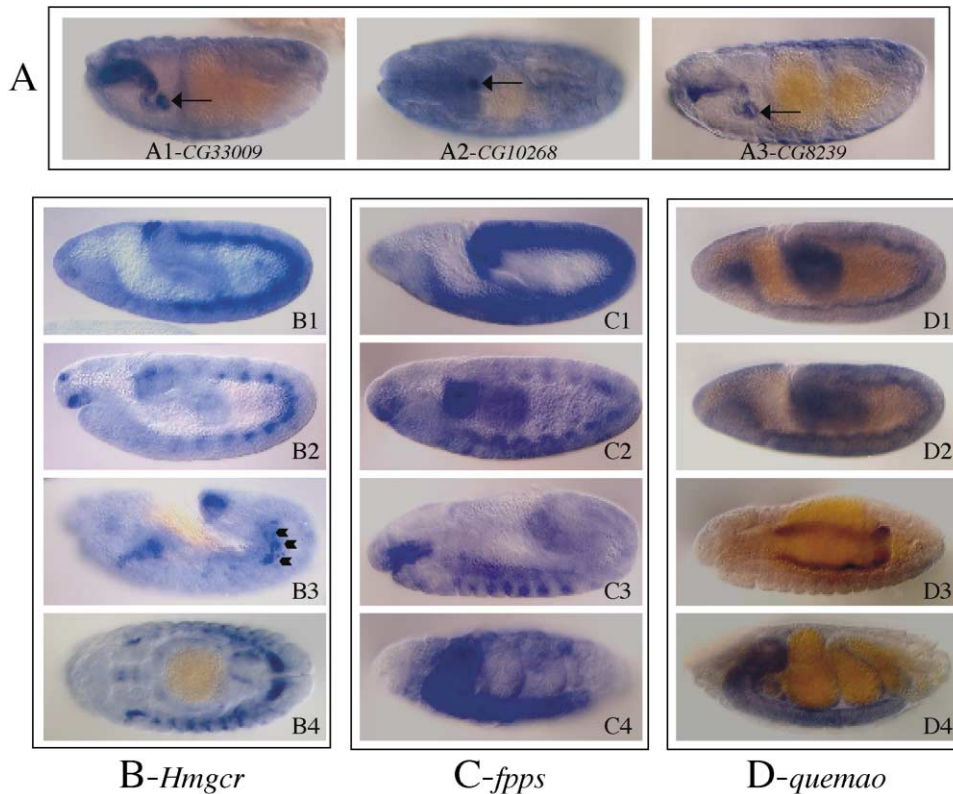 A
A1-CG33009
A2-CG10268
A3-CG8239
B1
C1
D1
B2
C2
D2
B3
C3
D3
B4
C4
D4
B-Hmgcr
C-fpps
D-quemao